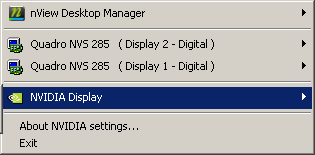 nView Desktop Manager
Quadro NVS 285 ( Display 2 - Digital )
Quadro NVS 285 ( Display 1 - Digital )
NVIDIA Display
About NVIDIA settings...
Exit